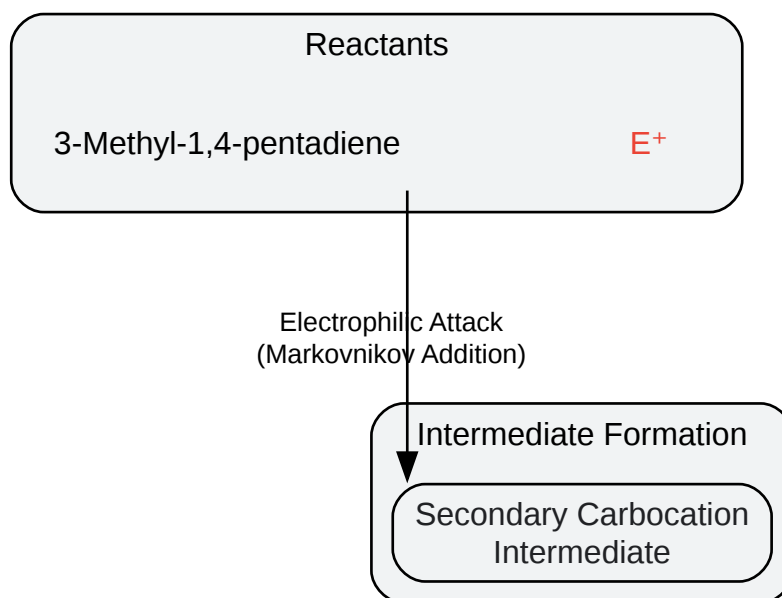 Reactants
3-Methyl-1,4-pentadiene E⁺
Electrophilic Attack
(Markovnikov Addition)
Intermediate Formation
Secondary Carbocation
Intermediate